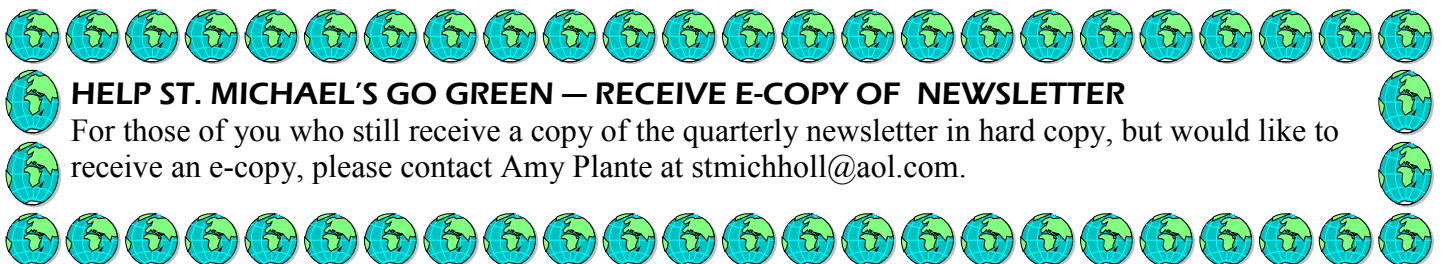 HELP ST. MICHAEL'S GO GREEN — RECEIVE E-COPY OF NEWSLETTER
For those of you who still receive a copy of the quarterly newsletter in hard copy, but would like to
receive an e-copy, please contact Amy Plante at stmichholl@aol.com.